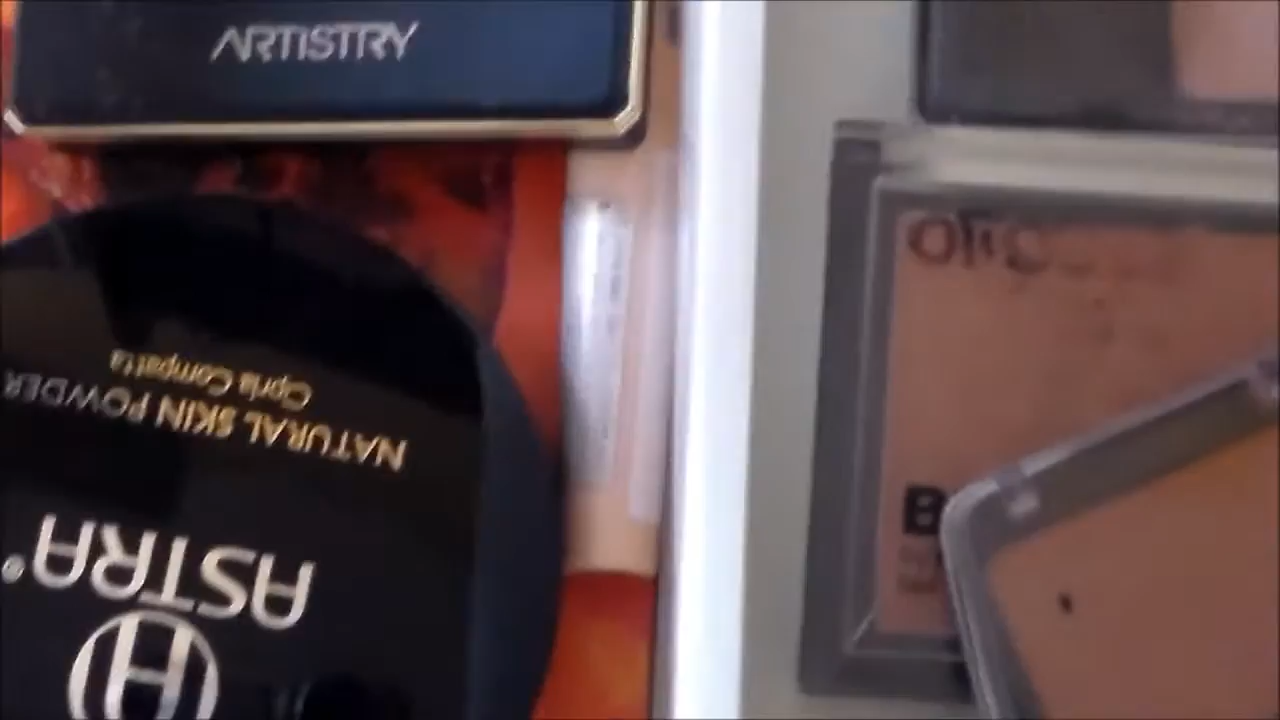 ARTISTRY
ASTRA®
NATURAL SKIN POWDER
Cipria Compatta
B